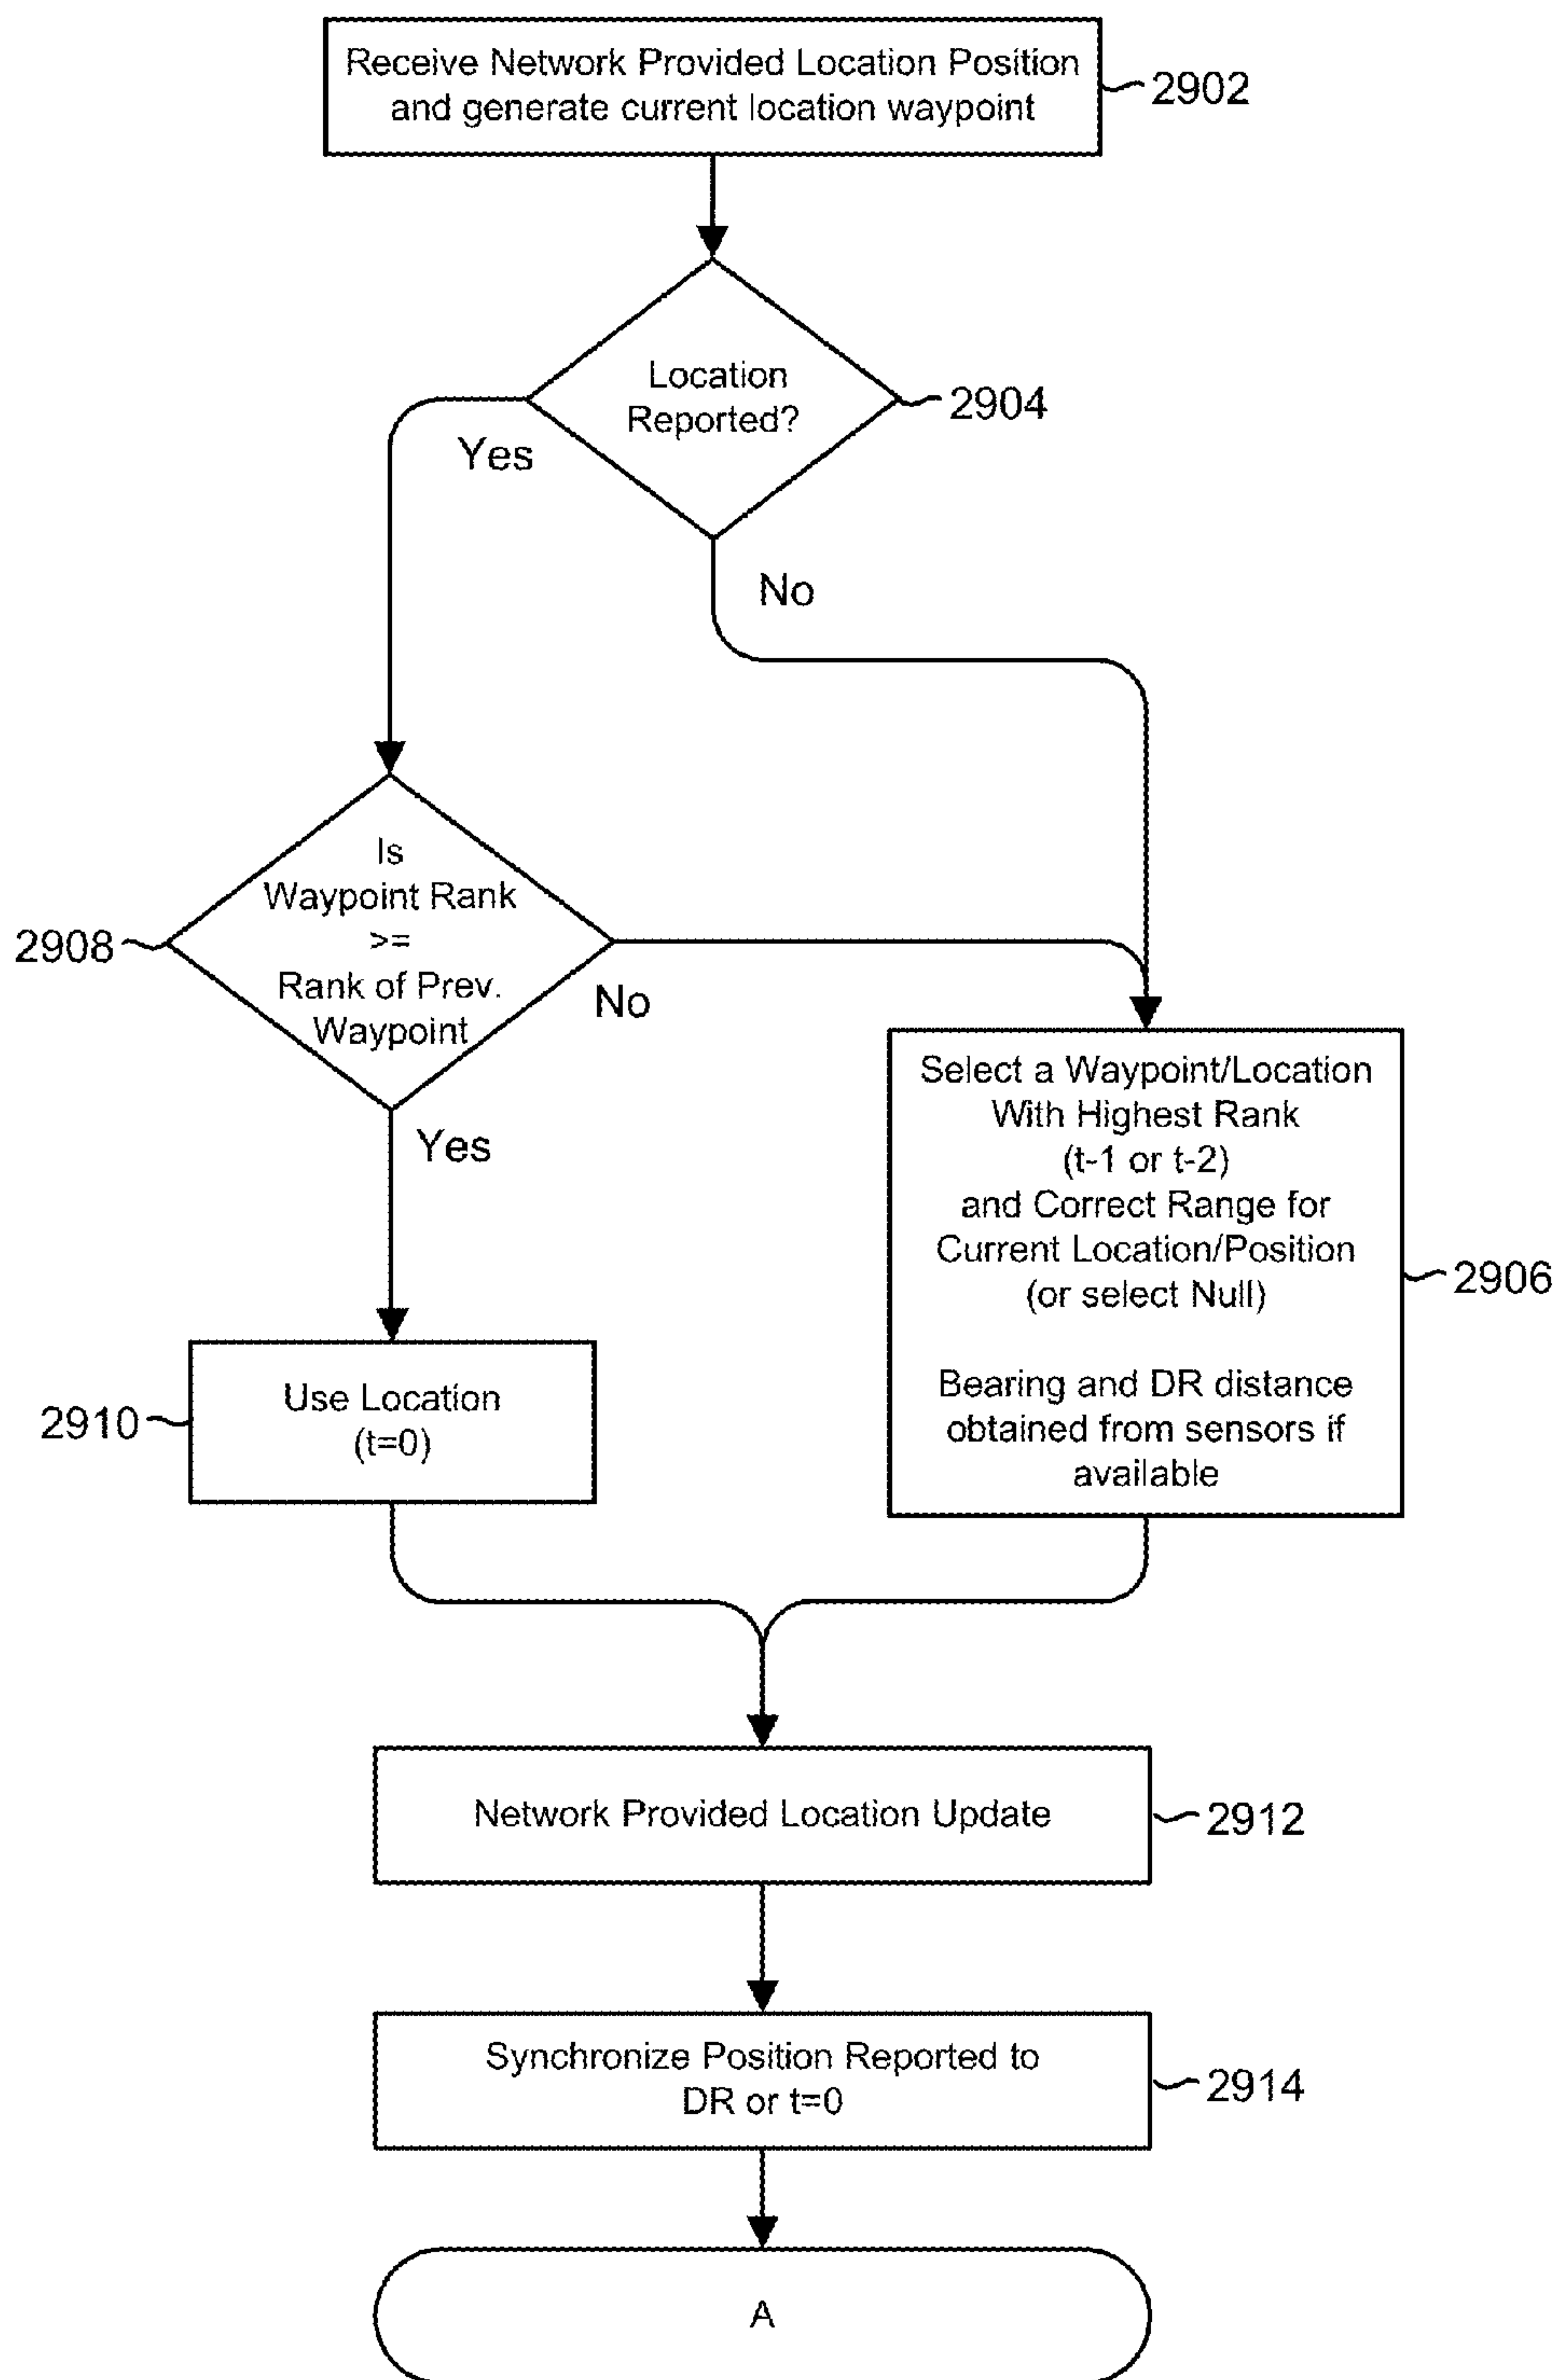 Receive Network Provided Location Position
and generate current location waypoint
2902
Location
Reported?
2904
Yes
No
Is
Waypoint Rank
>=
Rank of Prev.
Waypoint
2908
No
Yes
Select a Waypoint/Location
With Highest Rank
(t-1 or t-2)
and Correct Range for
Current Location/Position
(or select Null)
Bearing and DR distance
obtained from sensors if
available
2906
Use Location
(t=0)
2910
Network Provided Location Update
2912
Synchronize Position Reported to
DR or t=0
2914
A